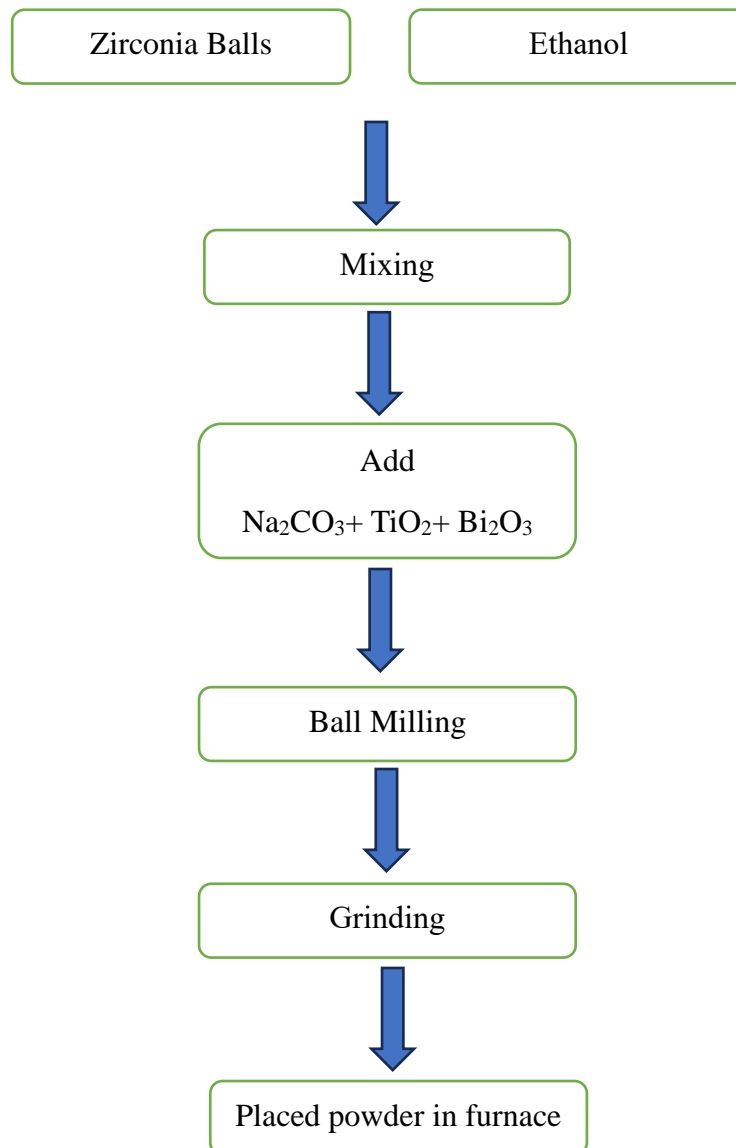 Zirconia Balls
Ethanol
Mixing
Add
Na₂CO₃+ TiO₂+ Bi₂O₃
Ball Milling
Grinding
Placed powder in furnace